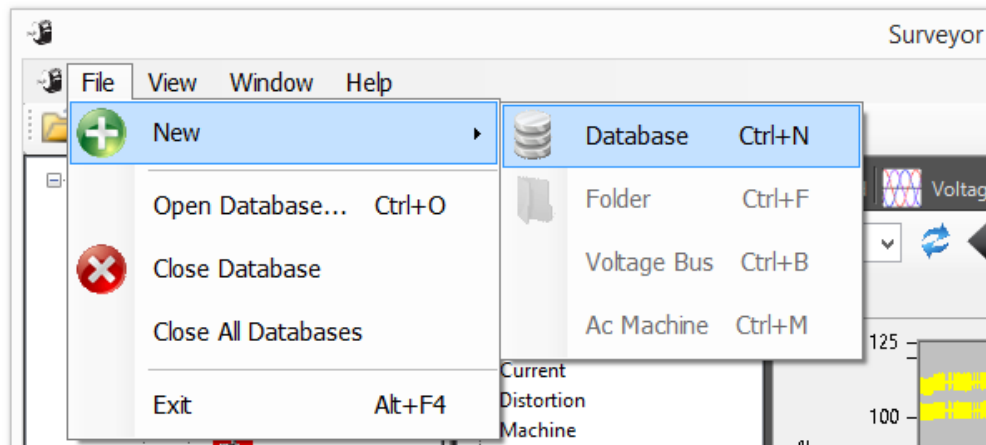 Surveyor
File View Window Help
New
Database Ctrl+N
Folder Ctrl+F
Voltage Bus Ctrl+B
Ac Machine Ctrl+M
Open Database... Ctrl+O
Close Database
Close All Databases
Exit Alt+F4
Voltag
Current
Distortion
Machine
125
100